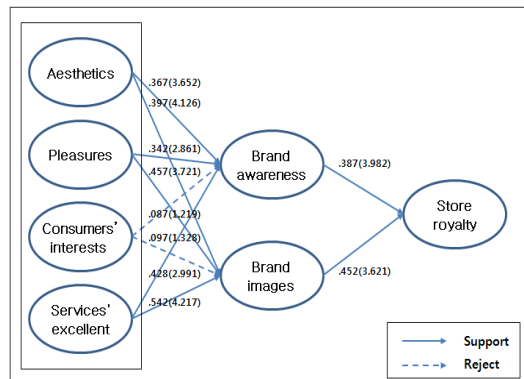 Aesthetics
.367(3.652)
.397(4.126)
Pleasures
.342(2.861)
.457(3.721)
Brand
awareness
.387(3.982)
Consumers'
interests
.087(1.219)
.097(1.328)
Store
royalty
Brand
images
.452(3.621)
Services'
excellent
.428(2.991)
.542(4.217)
Support
Reject